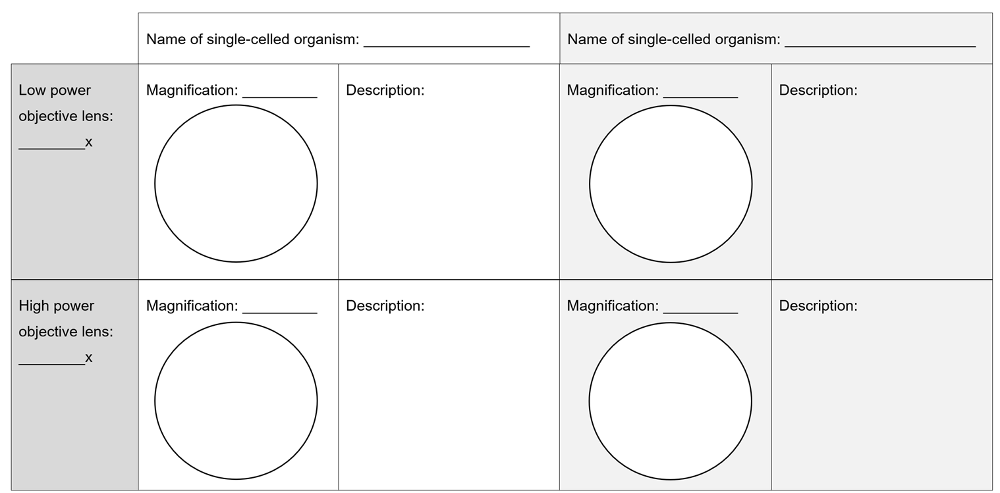 Name of single-celled organism: ____________________
Name of single-celled organism: _______________________
Low power
objective lens:
________x
Magnification: _________
Description:
Magnification: _________
Description:
High power
objective lens:
________x
Magnification: _________
Description:
Magnification: _________
Description: